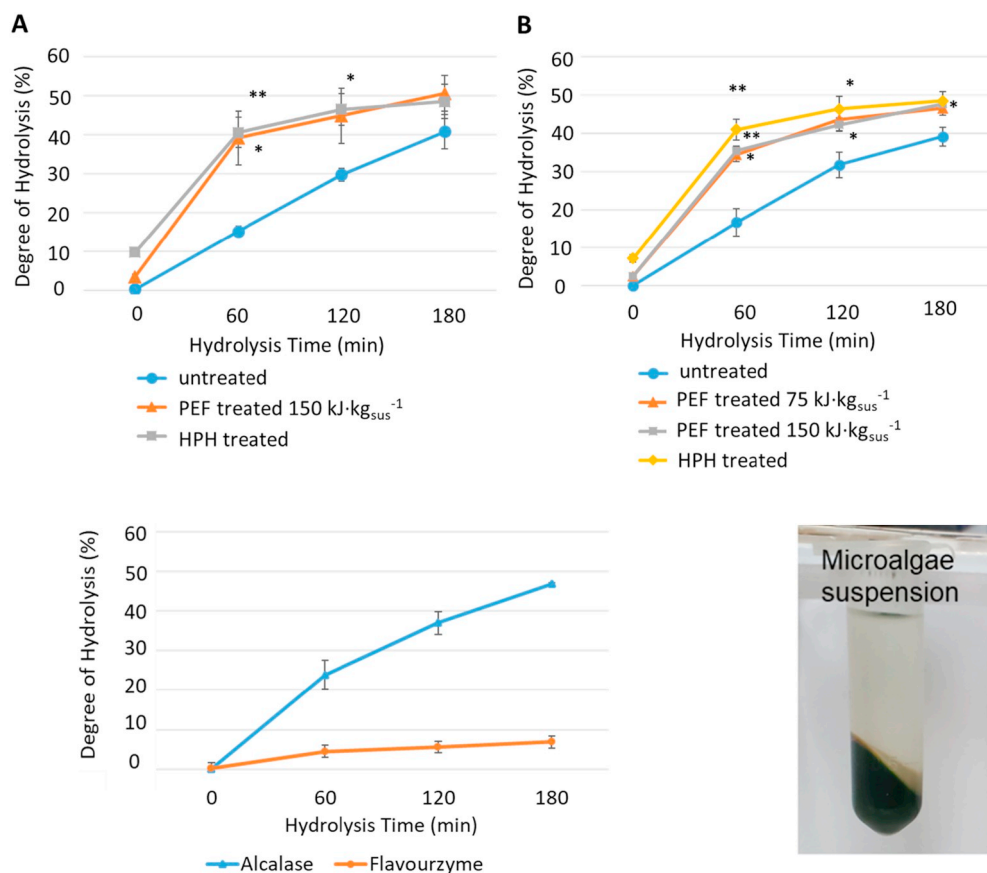 A
Degree of Hydrolysis (%)
60
50
40
30
20
10
0
** *
*
0 60 120 180
Hydrolysis Time (min)
untreated
PEF treated 150 kJ·kgsus⁻¹
HPH treated
B
Degree of Hydrolysis (%)
60
50
40
30
20
10
0
** *
** * *
*
0 60 120 180
Hydrolysis Time (min)
untreated
PEF treated 75 kJ·kgsus⁻¹
PEF treated 150 kJ·kgsus⁻¹
HPH treated
Degree of Hydrolysis (%)
60
50
40
30
20
10
0
0 60 120 180
Hydrolysis Time (min)
Alcalase Flavourzyme
Microalgae
suspension